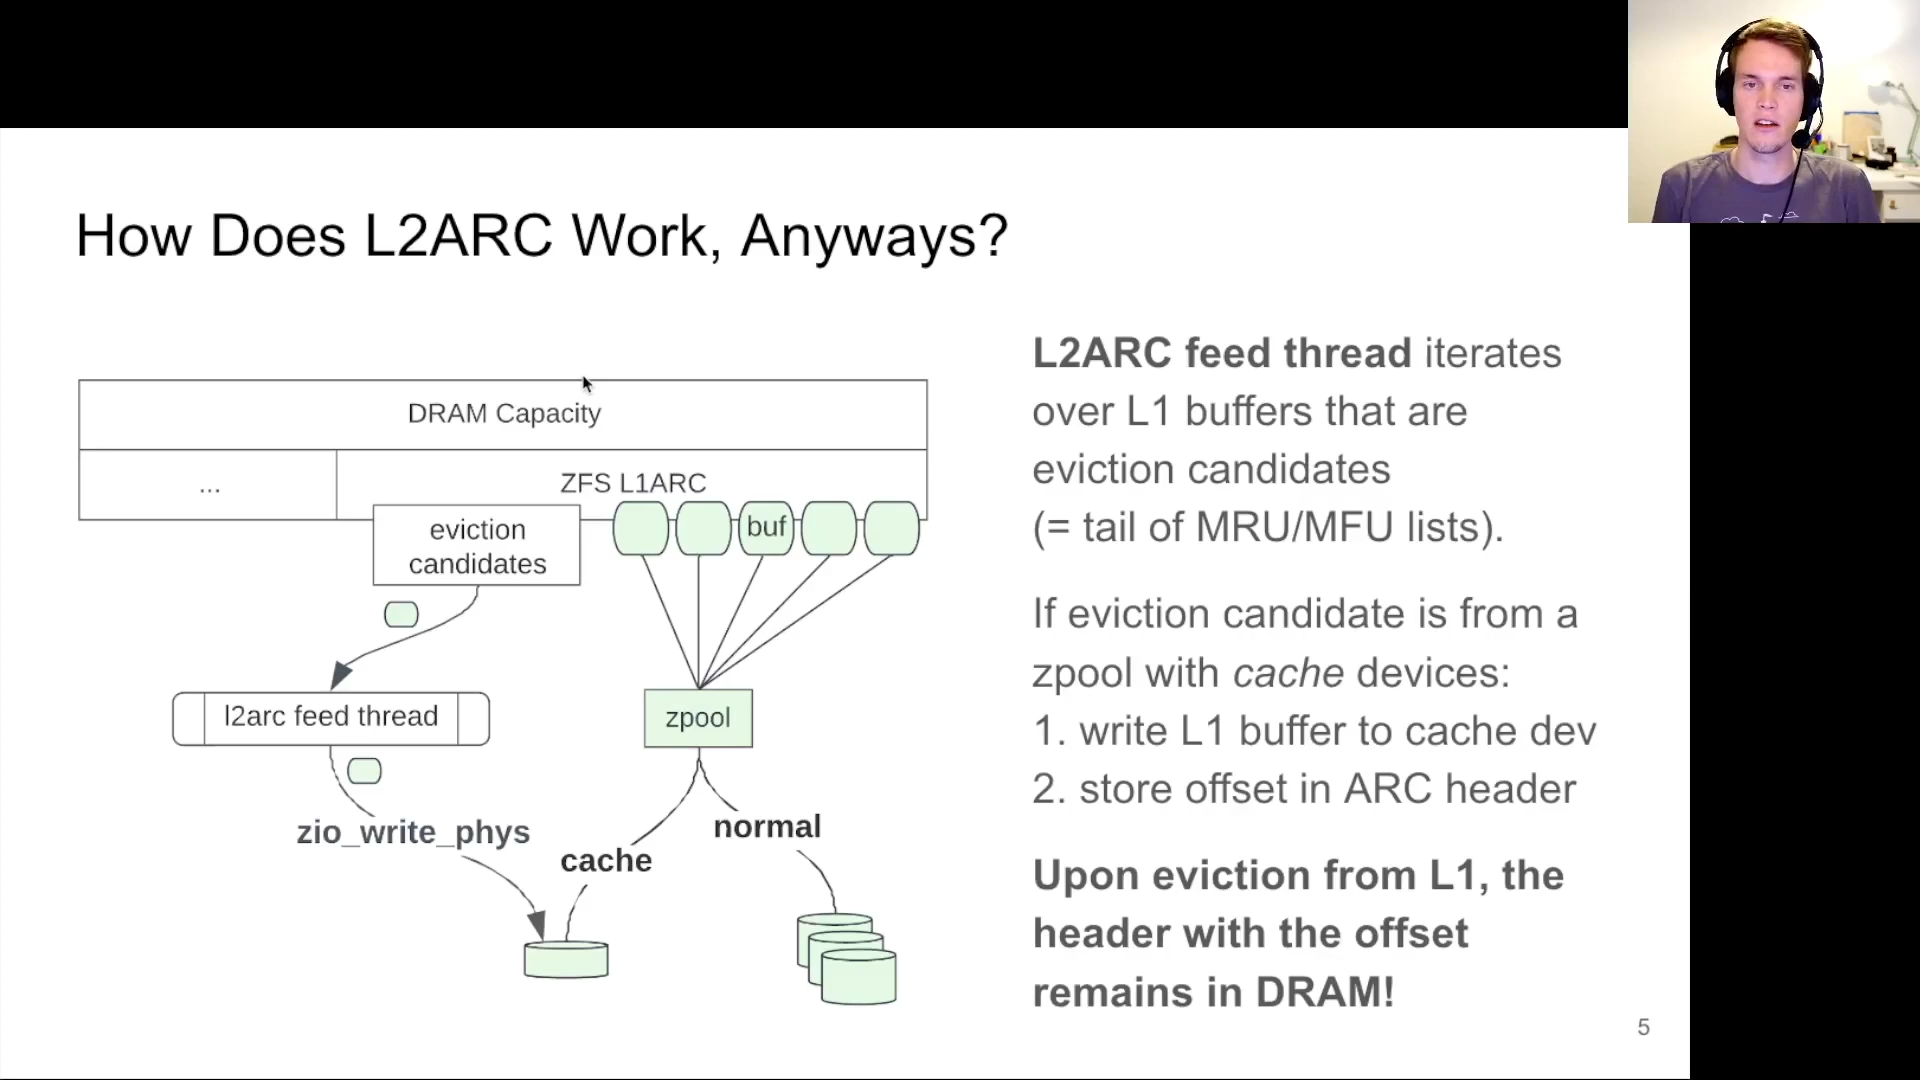 How Does L2ARC Work, Anyways?
DRAM Capacity
...
ZFS L1ARC
eviction
candidates
buf
l2arc feed thread
zpool
zio_write_phys
cache
normal
L2ARC feed thread iterates
over L1 buffers that are
eviction candidates
(= tail of MRU/MFU lists).
If eviction candidate is from a
zpool with cache devices:
1. write L1 buffer to cache dev
2. store offset in ARC header
Upon eviction from L1, the
header with the offset
remains in DRAM!
5